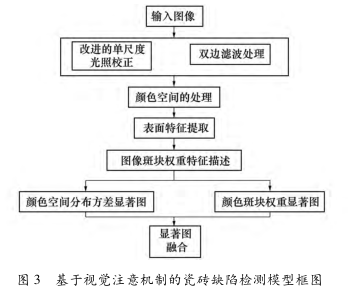 输入图像
改进的单尺度
光照校正
双边滤波处理
颜色空间的处理
表面特征提取
图像斑块权重特征描述
颜色空间分布方差显著图
颜色斑块权重显著图
显著图
融合
图 3 基于视觉注意机制的瓷砖缺陷检测模型框图